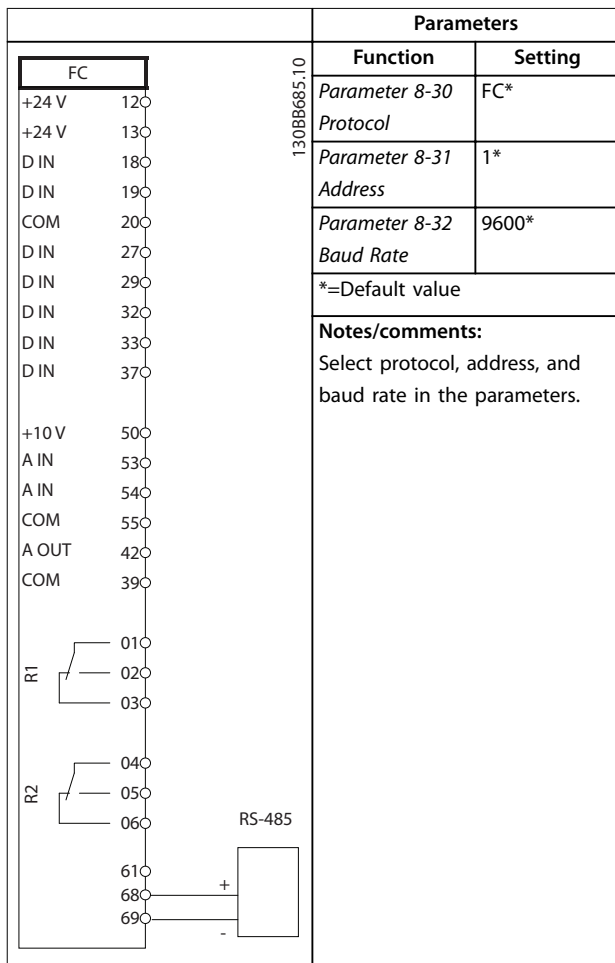 FC
130BB685.10
+24 V 12
+24 V 13
D IN 18
D IN 19
COM 20
D IN 27
D IN 29
D IN 32
D IN 33
D IN 37
+10 V 50
A IN 53
A IN 54
COM 55
A OUT 42
COM 39
R1
01
02
03
R2
04
05
06
RS-485
61
68 +
69 -
Parameters
Function Setting
Parameter 8-30 FC*
Protocol
Parameter 8-31 1*
Address
Parameter 8-32 9600*
Baud Rate
*=Default value
Notes/comments:
Select protocol, address, and
baud rate in the parameters.